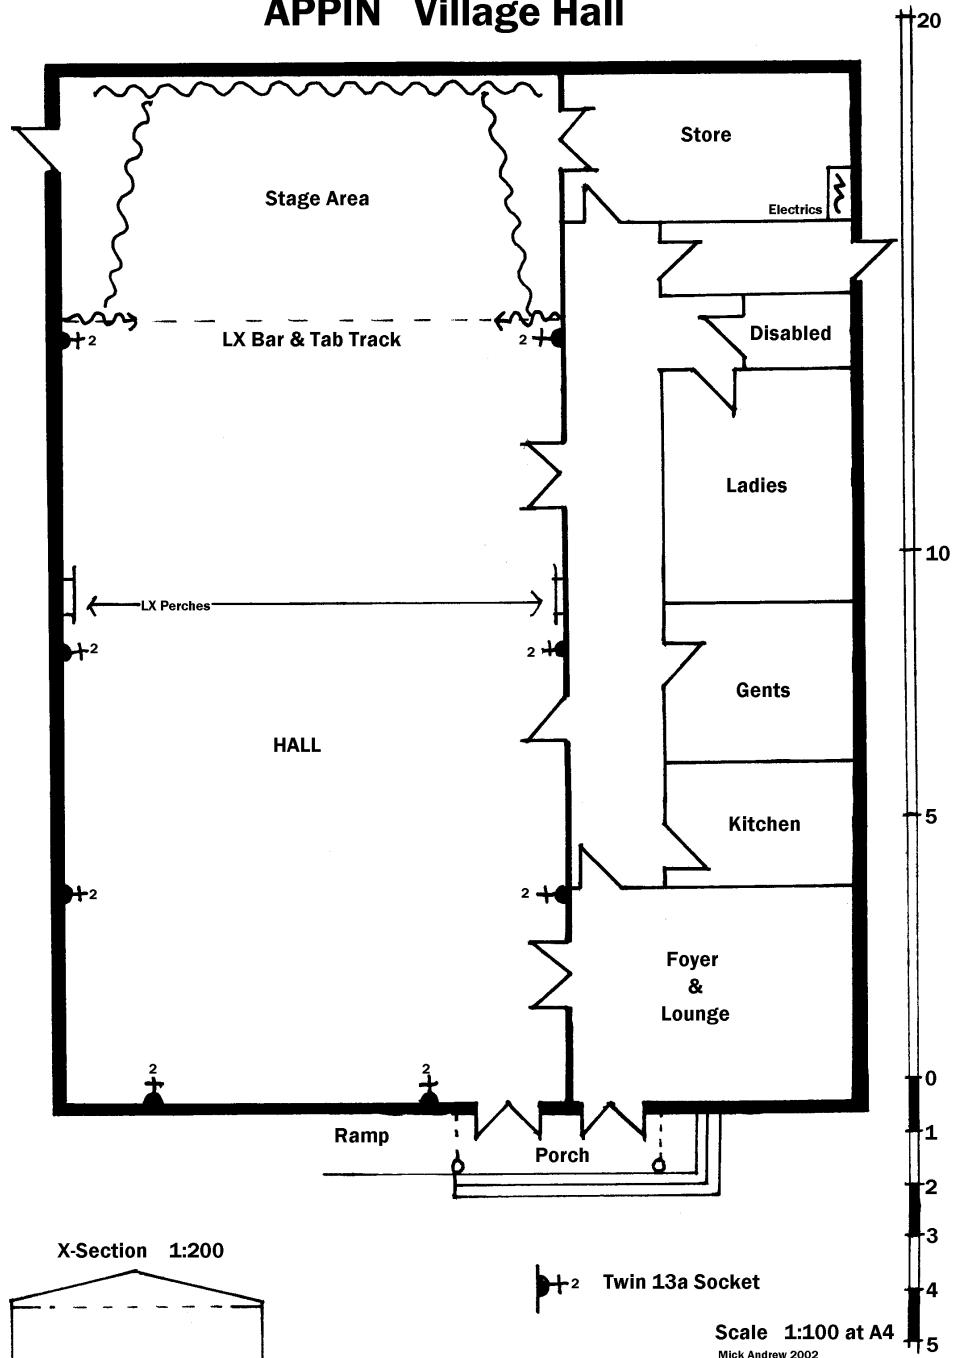 APPIN Village Hall
20
Store
Stage Area
Electrics
Disabled
LX Bar & Tab Track
2
2
Ladies
10
LX Perches
2
2
Gents
HALL
5
Kitchen
2
2
Foyer
&
Lounge
2
2
0
1
Ramp
Porch
2
3
X-Section 1:200
2
Twin 13a Socket
4
Scale 1:100 at A4
5
Mick Andrew 2002